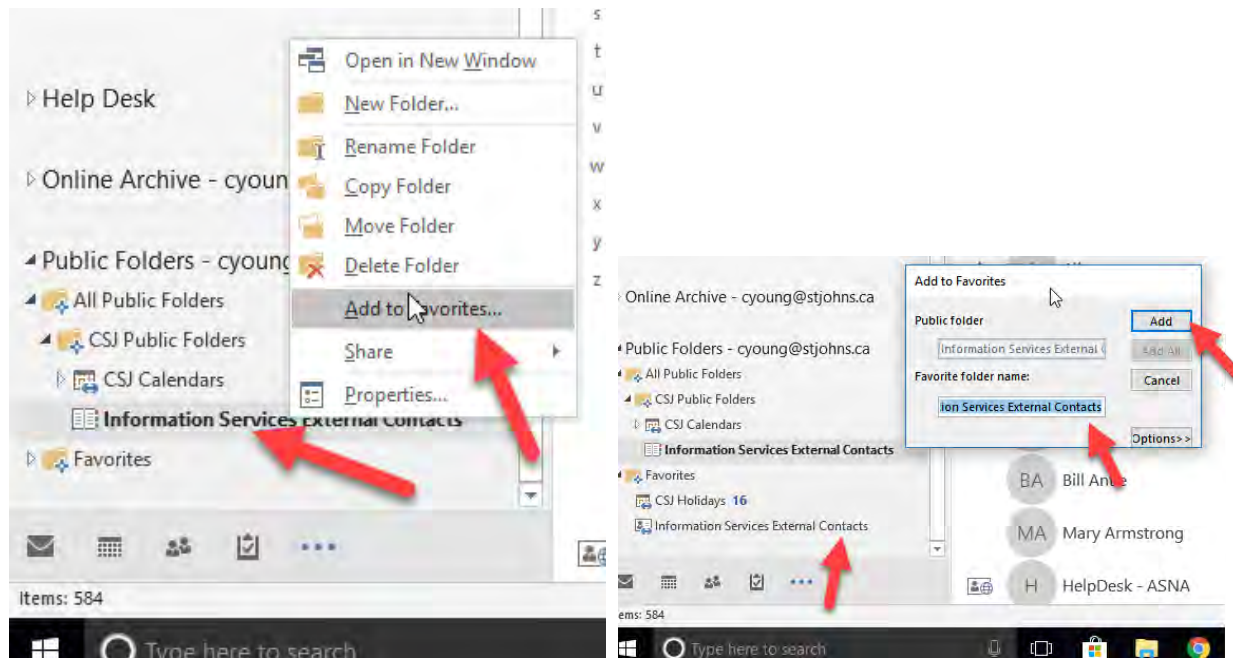 s
t
u
v
w
x
y
z
Help Desk
Online Archive - cyoun
Public Folders - cyoung
All Public Folders
CSJ Public Folders
CSJ Calendars
Information Services External Contacts
Favorites
Open in New Window
New Folder...
Rename Folder
Copy Folder
Move Folder
Delete Folder
Add to Favorites...
Share
Properties...
Items: 584
Type here to search
Online Archive - cyoung@stjohns.ca
Public Folders - cyoung@stjohns.ca
All Public Folders
CSJ Public Folders
CSJ Calendars
Information Services External Contacts
Favorites
CSJ Holidays 16
Information Services External Contacts
Add to Favorites
Public folder
Add
Information Services External
Add All
Favorite folder name:
Cancel
ion Services External Contacts
Options>>
BA Bill
MA Mary Armstrong
H HelpDesk - ASNA
ems: 584
Type here to search